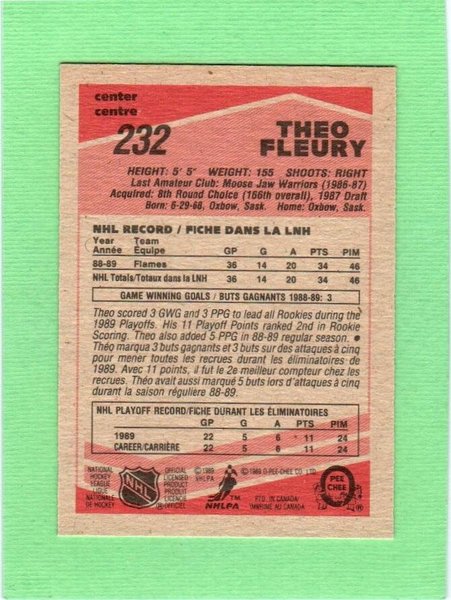 center
centre
232
THEO
FLEURY
HEIGHT: 5' 5" WEIGHT: 155 SHOOTS: RIGHT
Last Amateur Club: Moose Jaw Warriors (1986-87)
Acquired: 8th Round Choice (166th overall), 1987 Draft
Born: 6-29-68, Oxbow, Sask. Home: Oxbow, Sask.
NHL RECORD / FICHE DANS LA LNH
Year Team
Année Équipe GP G A PTS PIM
88-89 Flames 36 14 20 34 46
NHL Totals/Totaux dans la LNH 36 14 20 34 46
GAME WINNING GOALS / BUTS GAGNANTS 1988-89: 3
Theo scored 3 GWG and 3 PPG to lead all Rookies during the
1989 Playoffs. His 11 Playoff Points ranked 2nd in Rookie
Scoring. Theo also added 5 PPG in 88-89 regular season. •
Théo marqua 3 buts gagnants et 3 buts sur des attaques à cinq
pour mener toutes les recrues durant les éliminatoires de
1989. Avec 11 points, il fut le 2e meilleur compteur chez les
recrues. Théo avait aussi marqué 5 buts lors d'attaques à cinq
durant la saison régulière 88-89.
NHL PLAYOFF RECORD/FICHE DURANT LES ÉLIMINATOIRES
1989 22 5 6 11 24
CAREER/CARRIÈRE 22 5 6 11 24
NATIONAL
HOCKEY
LEAGUE
LIGUE
NATIONALE
DE HOCKEY
NHL
OFFICIAL
LICENSED
PRODUCT
PRODUIT
LICENCE
OFFICIEL
©1989
NHLPA
TM
NHLPA
© 1989 O-PEE-CHEE CO. LTD.
PTD. IN CANADA
IMPRIMÉ AU CANADA
O
PEE
CHEE